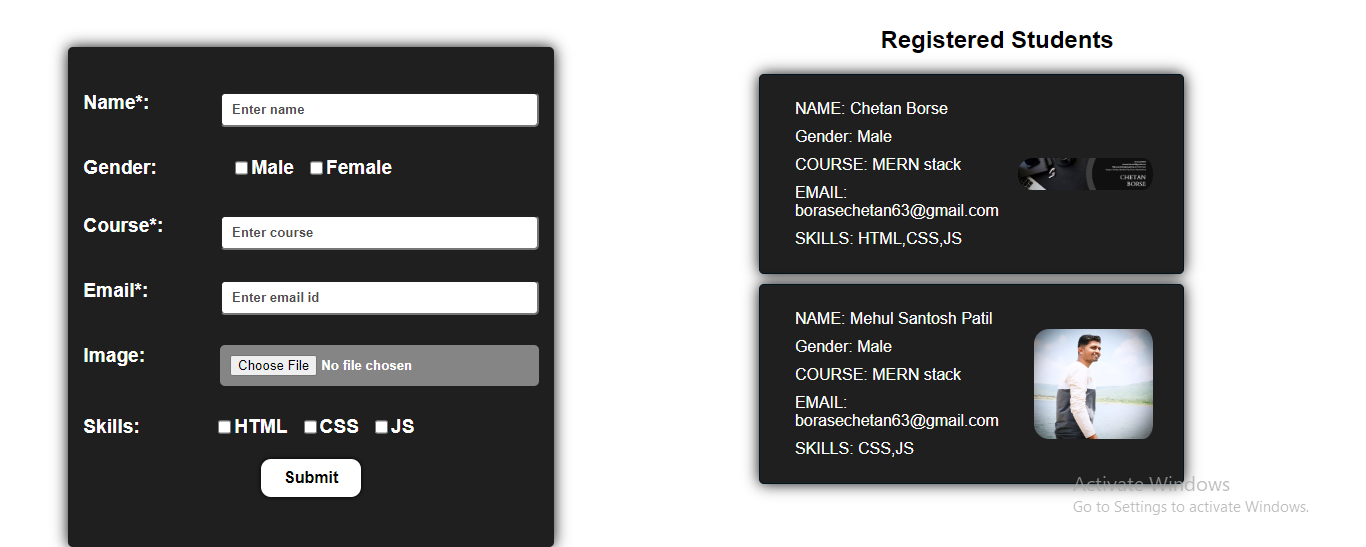 Name*:
Enter name
Gender:
Male Female
Course*:
Enter course
Email*:
Enter email id
Image:
Choose File No file chosen
Skills:
HTML CSS JS
Submit
Registered Students
NAME: Chetan Borse
Gender: Male
COURSE: MERN stack
EMAIL:
borasechetan63@gmail.com
SKILLS: HTML,CSS,JS
CHETAN
BORSE
NAME: Mehul Santosh Patil
Gender: Male
COURSE: MERN stack
EMAIL:
borasechetan63@gmail.com
SKILLS: CSS,JS
Activate Windows
Go to Settings to activate Windows.